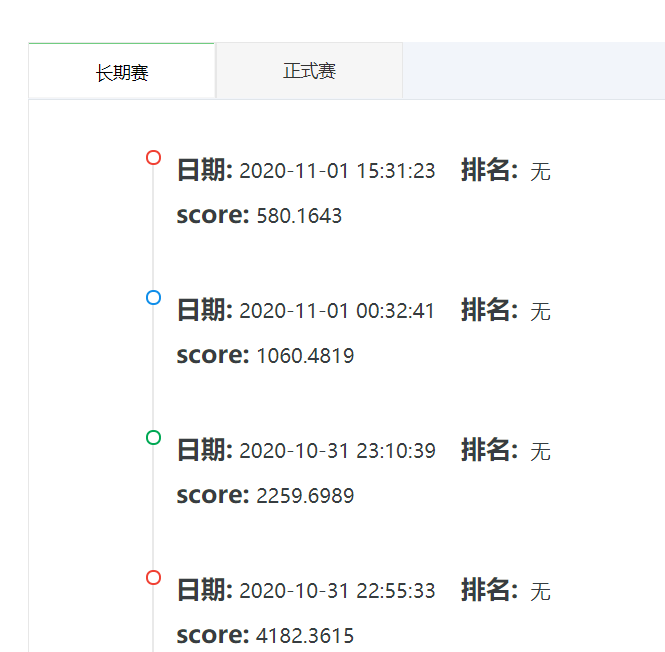 长期赛 正式赛
日期: 2020-11-01 15:31:23 排名: 无
score: 580.1643
日期: 2020-11-01 00:32:41 排名: 无
score: 1060.4819
日期: 2020-10-31 23:10:39 排名: 无
score: 2259.6989
日期: 2020-10-31 22:55:33 排名: 无
score: 4182.3615